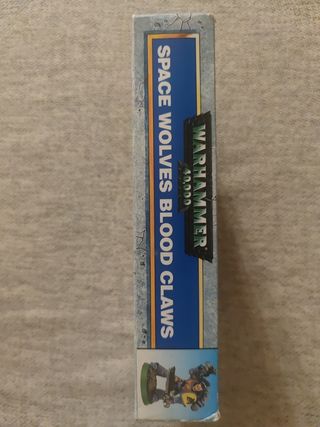 WARHAMMER
40,000
SPACE WOLVES BLOOD CLAWS